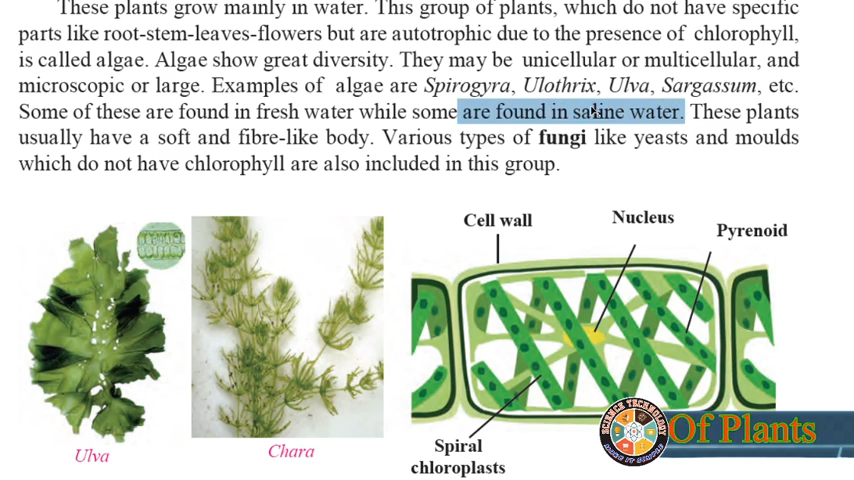 These plants grow mainly in water. This group of plants, which do not have specific
parts like root-stem-leaves-flowers but are autotrophic due to the presence of chlorophyll,
is called algae. Algae show great diversity. They may be unicellular or multicellular, and
microscopic or large. Examples of algae are Spirogyra, Ulothrix, Ulva, Sargassum, etc.
Some of these are found in fresh water while some are found in saline water. These plants
usually have a soft and fibre-like body. Various types of fungi like yeasts and moulds
which do not have chlorophyll are also included in this group.
Cell wall
Nucleus
Pyrenoid
Spiral
chloroplasts
Ulva
Chara
SCIENCE TECHNOLOGY
MAKE IT SIMPLE
Of Plants